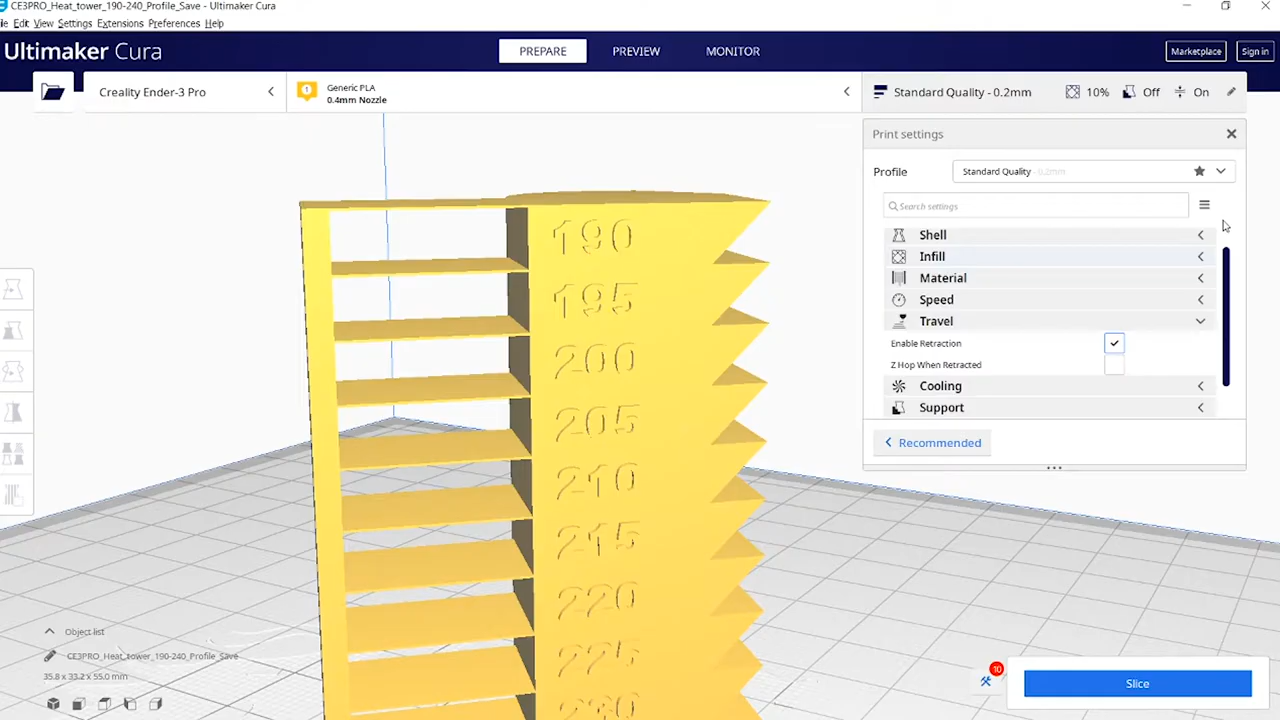 CE3PRO_Heat_tower_190-240_Profile_Save - Ultimaker Cura
Edit View Settings Extensions Preferences Help
Ultimaker Cura
PREPARE
PREVIEW
MONITOR
Marketplace
Sign in
Creality Ender-3 Pro
1
Generic PLA
0.4mm Nozzle
Standard Quality - 0.2mm
10%
Off
On
Print settings
Profile
Standard Quality - 0.2mm
Search settings
Shell
Infill
Material
Speed
Travel
Enable Retraction
Z Hop When Retracted
Cooling
Support
Recommended
190
195
200
205
210
215
220
225
230
Object list
CE3PRO_Heat_tower_190-240_Profile_Save
35.8 x 33.2 x 55.0 mm
10
Slice